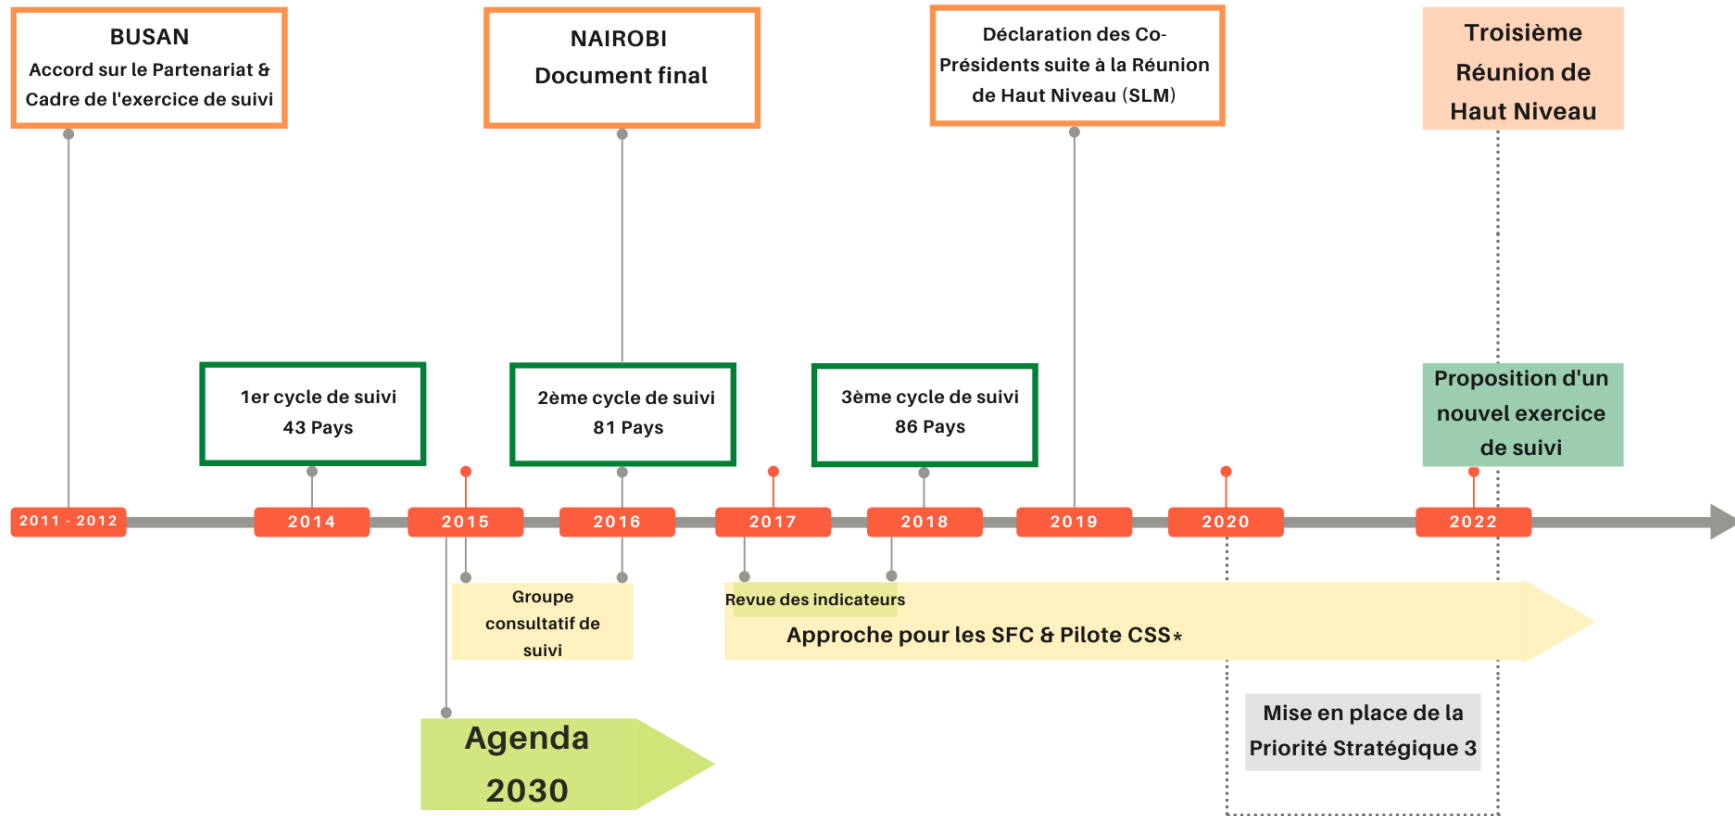 BUSAN
Accord sur le Partenariat &
Cadre de l'exercice de suivi
NAIROBI
Document final
Déclaration des Co-
Présidents suite à la Réunion
de Haut Niveau (SLM)
Troisième
Réunion de
Haut Niveau
1er cycle de suivi
43 Pays
2ème cycle de suivi
81 Pays
3ème cycle de suivi
86 Pays
Proposition d'un
nouvel exercice
de suivi
2011 - 2012
2014
2015
2016
2017
2018
2019
2020
2022
Groupe
consultatif de
suivi
Revue des indicateurs
Approche pour les SFC & Pilote CSS*
Agenda
2030
Mise en place de la
Priorité Stratégique 3